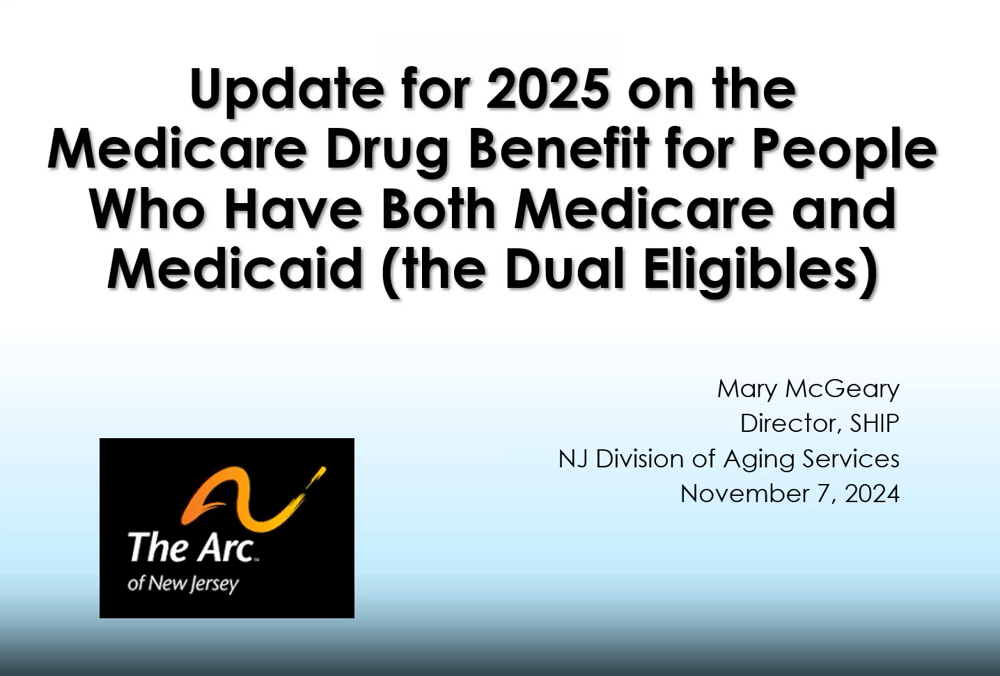 Update for 2025 on the
Medicare Drug Benefit for People
Who Have Both Medicare and
Medicaid (the Dual Eligibles)
Mary McGeary
Director, SHIP
NJ Division of Aging Services
November 7, 2024
The Arc™
of New Jersey